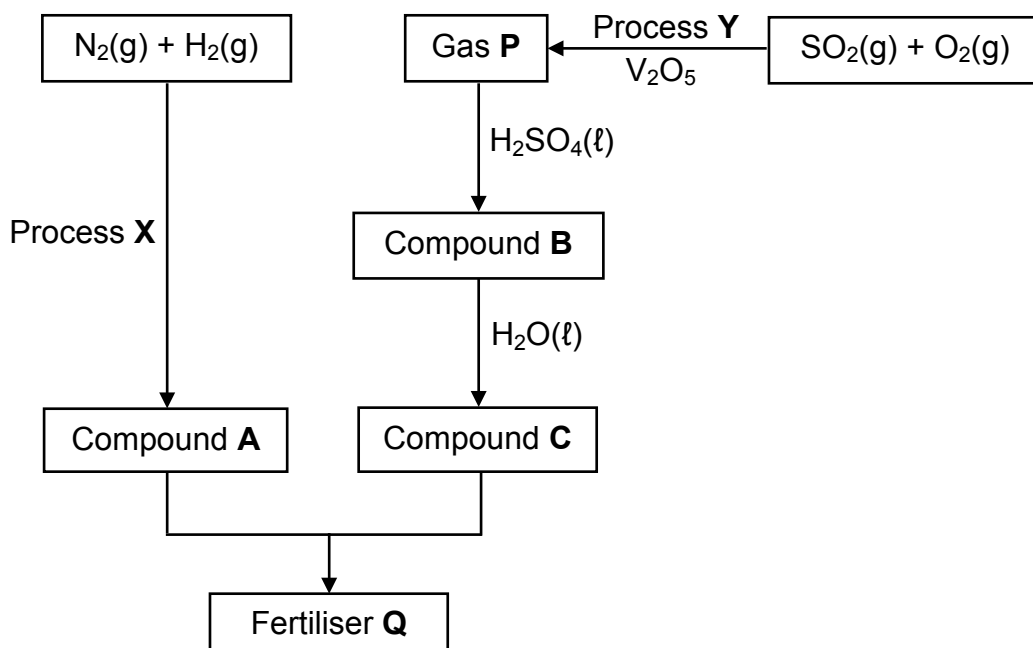 N₂(g) + H₂(g)
Gas P
Process Y
V₂O₅
SO₂(g) + O₂(g)
H₂SO₄(ℓ)
Process X
Compound B
H₂O(ℓ)
Compound A
Compound C
Fertiliser Q